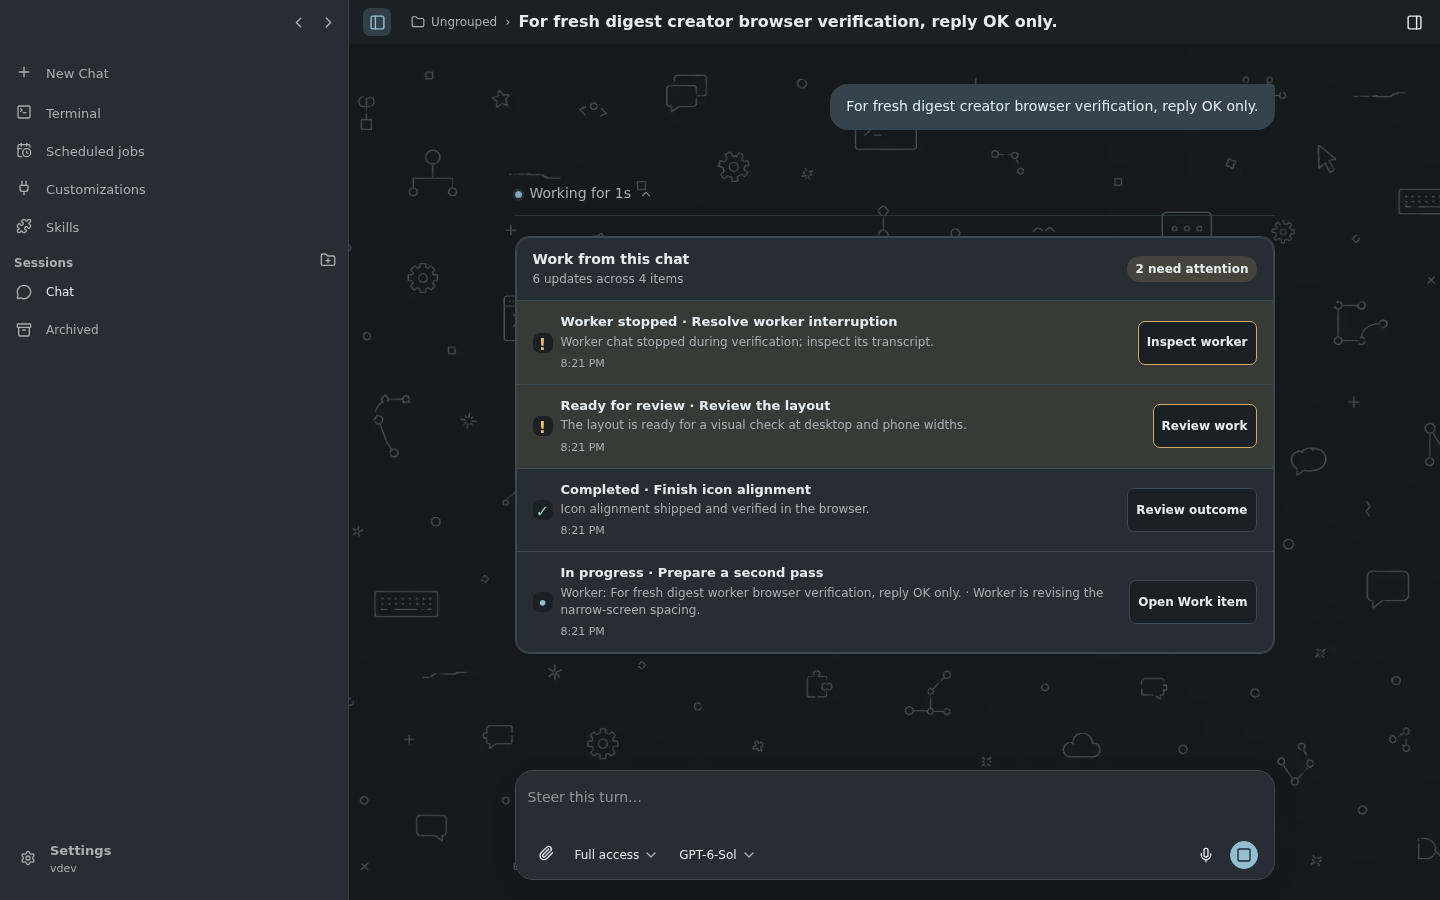 Ungrouped › For fresh digest creator browser verification, reply OK only.
New Chat
Terminal
Scheduled jobs
Customizations
Skills
Sessions
Chat
Archived
Settings
vdev
For fresh digest creator browser verification, reply OK only.
Working for 1s
Work from this chat
6 updates across 4 items
2 need attention
Worker stopped · Resolve worker interruption
Worker chat stopped during verification; inspect its transcript.
8:21 PM
Inspect worker
Ready for review · Review the layout
The layout is ready for a visual check at desktop and phone widths.
8:21 PM
Review work
Completed · Finish icon alignment
Icon alignment shipped and verified in the browser.
8:21 PM
Review outcome
In progress · Prepare a second pass
Worker: For fresh digest worker browser verification, reply OK only. · Worker is revising the
narrow-screen spacing.
8:21 PM
Open Work item
Steer this turn…
Full access
GPT-6-Sol